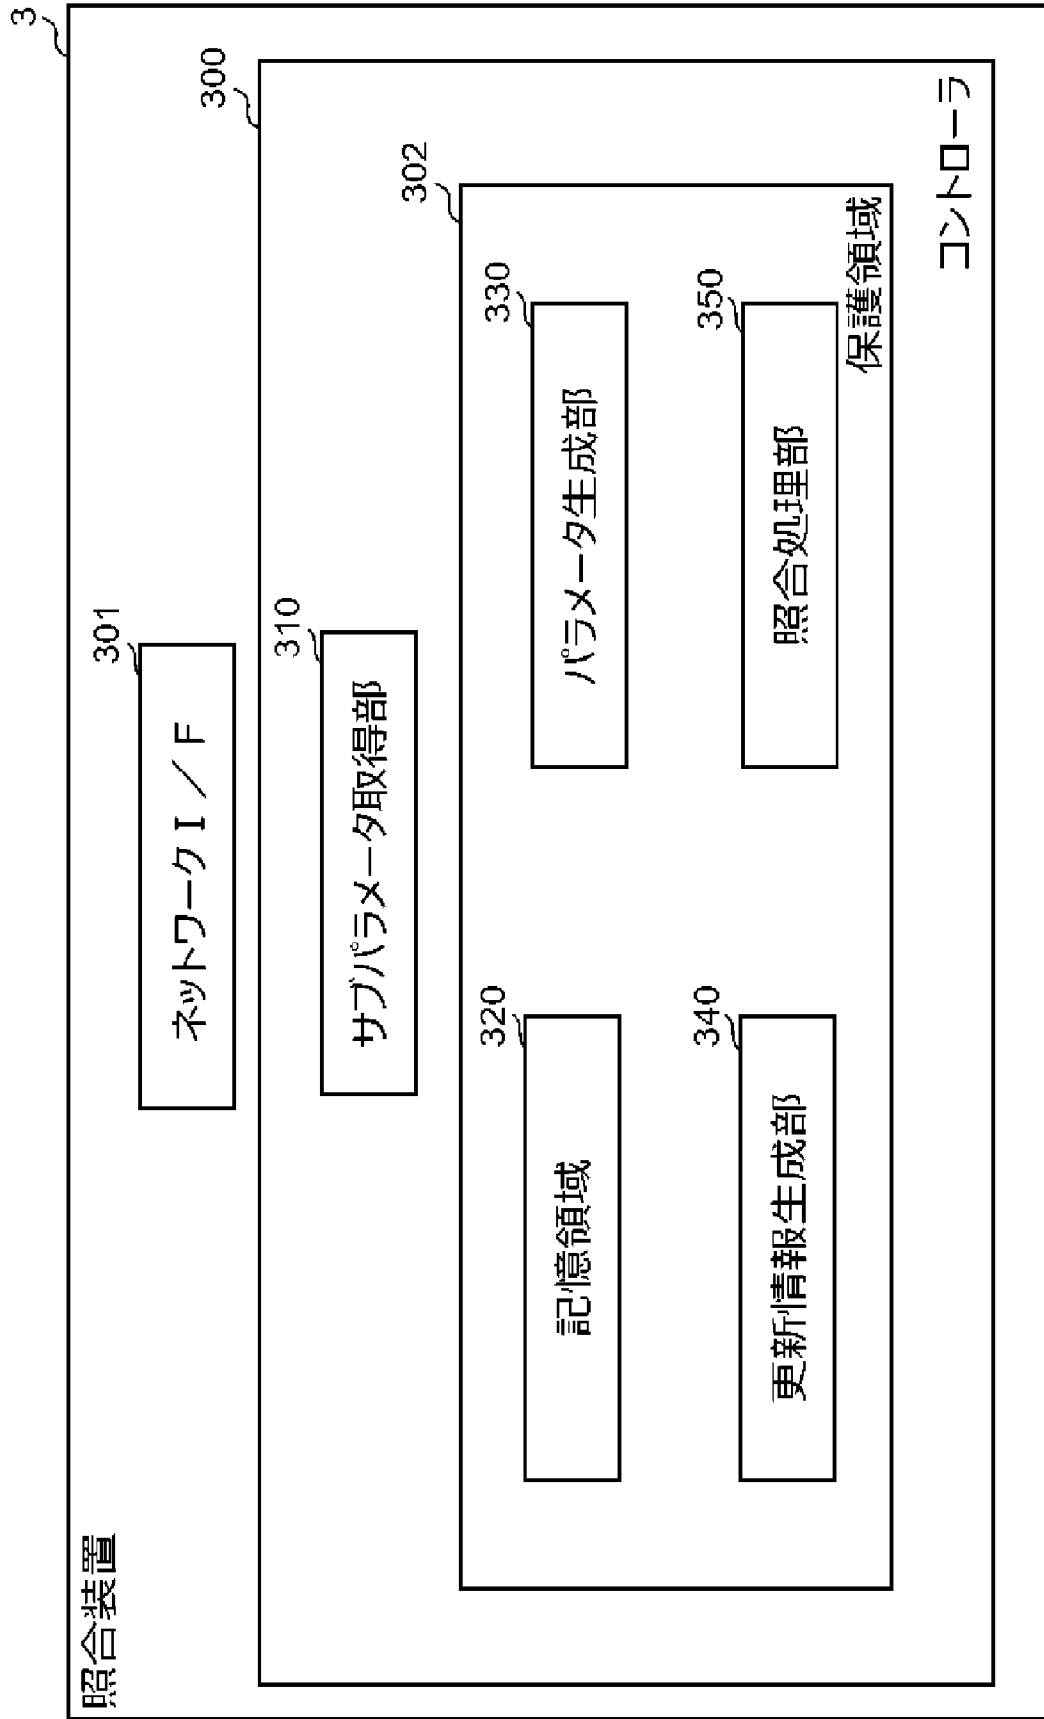 照合装置
3
301
ネットワークＩ／Ｆ
300
310
サブパラメータ取得部
302
320
記憶領域
330
パラメータ生成部
340
更新情報生成部
350
照合処理部
保護領域
コントローラ